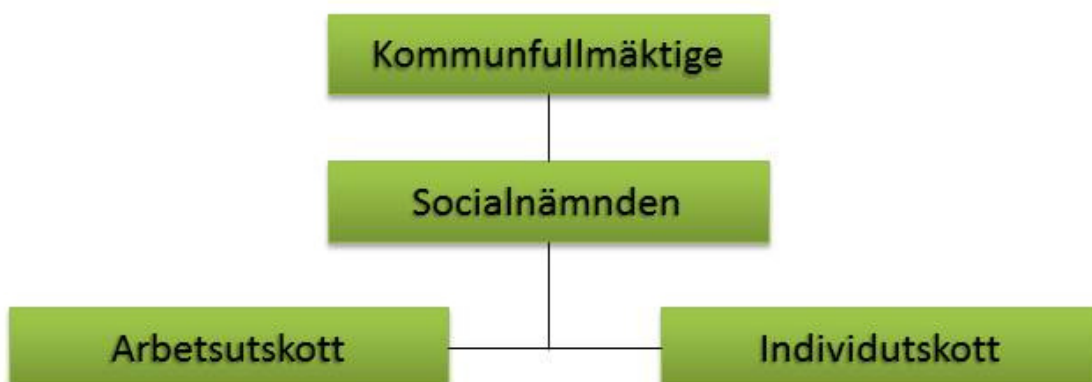 Kommunfullmäktige
Socialnämnden
Arbetsutskott
Individutskott